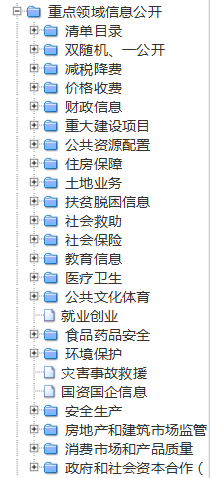 重点领域信息公开
清单目录
双随机、一公开
减税降费
价格收费
财政信息
重大建设项目
公共资源配置
住房保障
土地业务
扶贫脱困信息
社会救助
社会保险
教育信息
医疗卫生
公共文化体育
就业创业
食品药品安全
环境保护
灾害事故救援
国资国企信息
安全生产
房地产和建筑市场监管
消费市场和产品质量
政府和社会资本合作（